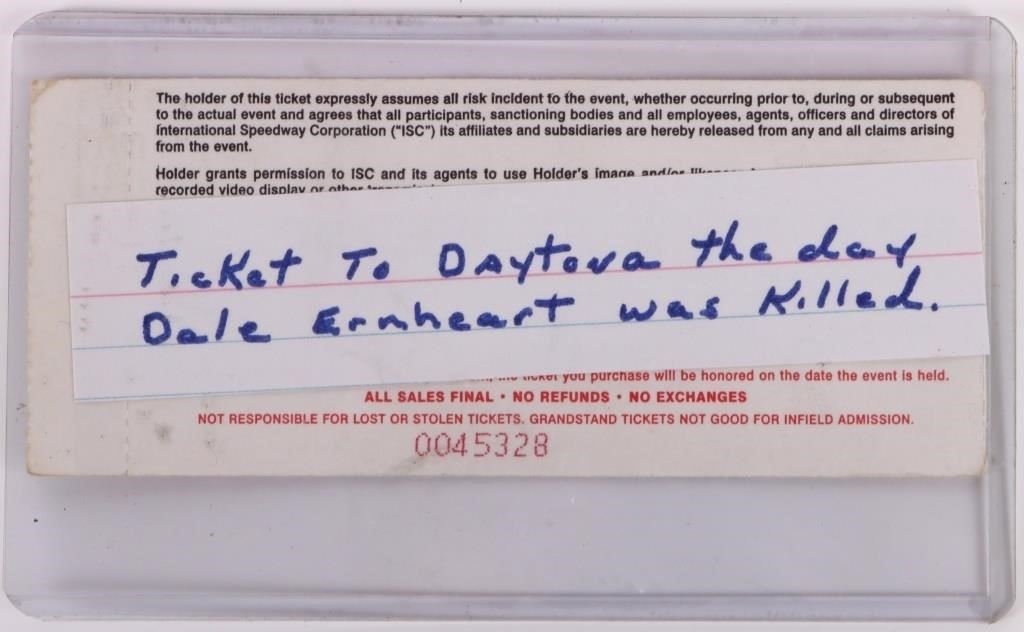 The holder of this ticket expressly assumes all risk incident to the event, whether occurring prior to, during or subsequent
to the actual event and agrees that all participants, sanctioning bodies and all employees, agents, officers and directors of
International Speedway Corporation ("ISC") its affiliates and subsidiaries are hereby released from any and all claims arising
from the event.
Holder grants permission to ISC and its agents to use Holder's image and/or
recorded video display or other
Ticket To Daytova the day
Dale Ernheart was Killed.
ticket you purchase will be honored on the date the event is held.
ALL SALES FINAL • NO REFUNDS • NO EXCHANGES
NOT RESPONSIBLE FOR LOST OR STOLEN TICKETS. GRANDSTAND TICKETS NOT GOOD FOR INFIELD ADMISSION.
0045328